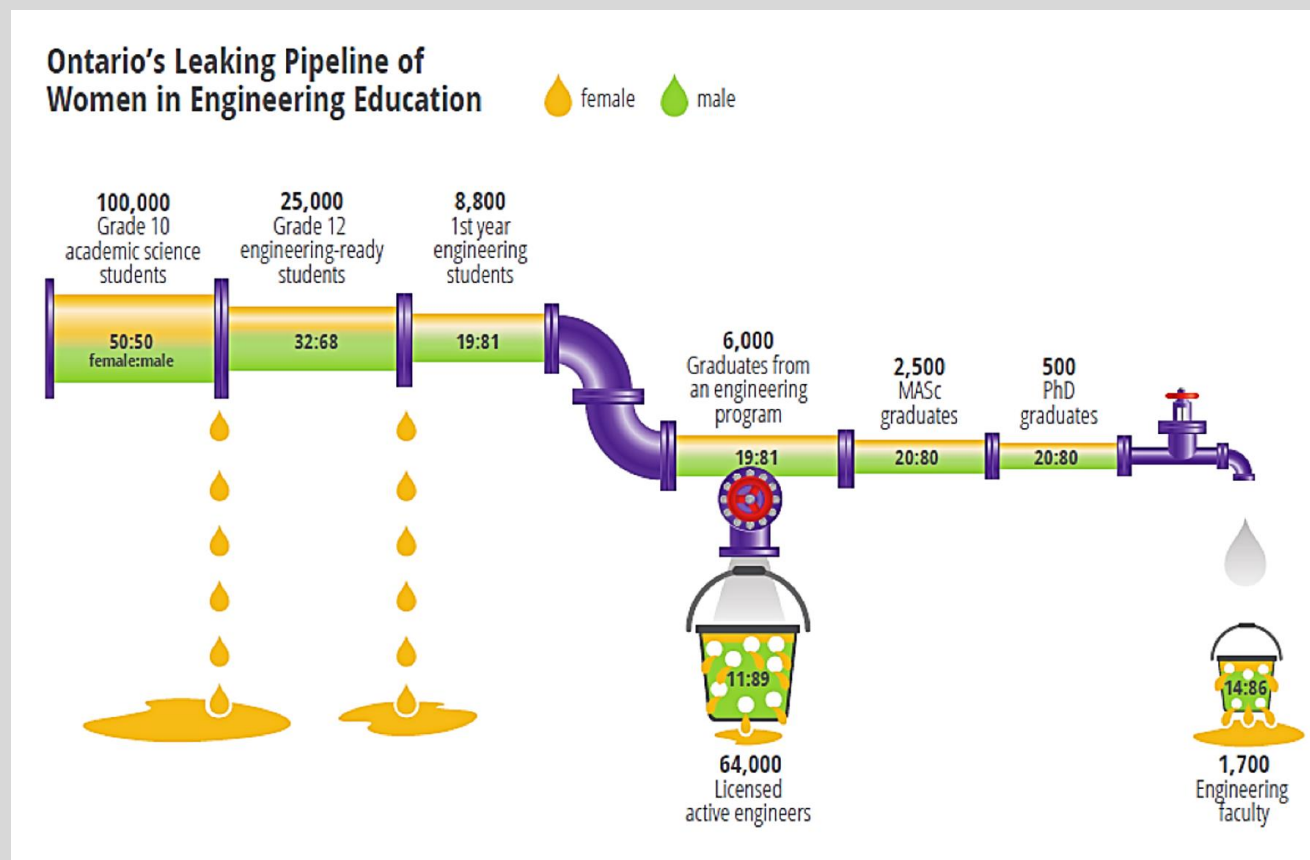 Ontario's Leaking Pipeline of
Women in Engineering Education
female
male
100,000
Grade 10
academic science
students
50:50
female:male
25,000
Grade 12
engineering-ready
students
32:68
8,800
1st year
engineering
students
19:81
6,000
Graduates from
an engineering
program
19:81
2,500
MASc
graduates
20:80
500
PhD
graduates
20:80
11:89
64,000
Licensed
active engineers
14:86
1,700
Engineering
faculty